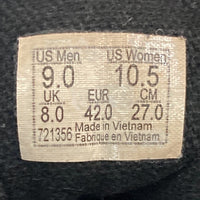 US Men US Women
9.0 10.5
UK EUR CM
8.0 42.0 27.0
721356 Made in Vietnam
Fabriqué en Vietnam